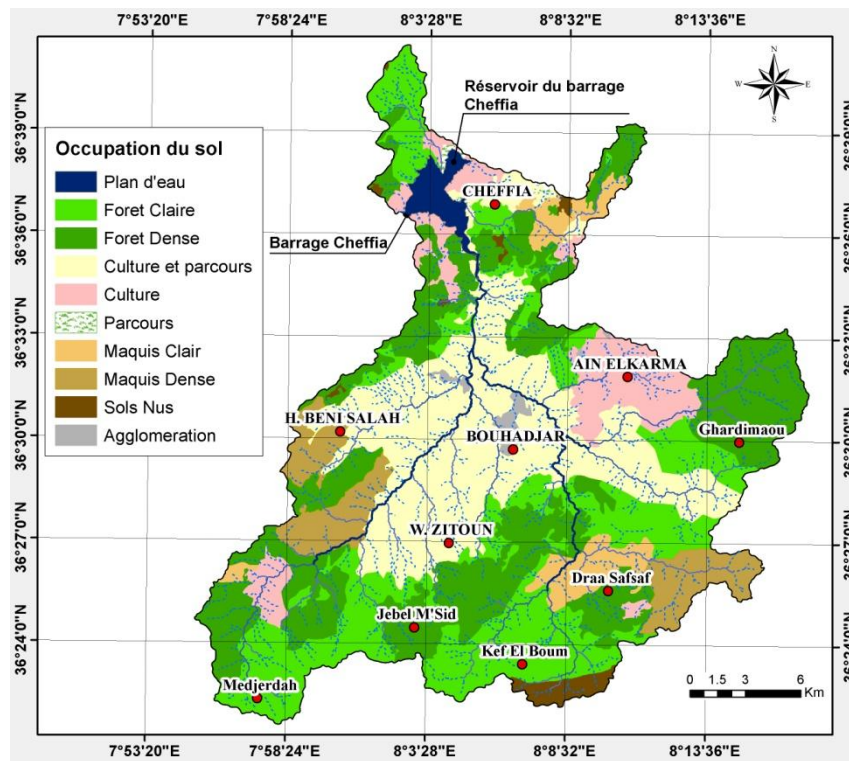 7°53'20"E 7°58'24"E 8°3'28"E 8°8'32"E 8°13'36"E
N
W E
S
Réservoir du barrage
Cheffia
36°39'0"N 36°39'0"N
Occupation du sol
Plan d'eau
Foret Claire
Foret Dense
Culture et parcours
Culture
Parcours
Maquis Clair
Maquis Dense
Sols Nus
Agglomeration
CHEFFIA
36°36'0"N 36°36'0"N
Barrage Cheffia
36°33'0"N 36°33'0"N
AIN ELKARMA
H. BENI SALAH
36°30'0"N 36°30'0"N
BOUHADJAR
Ghardimaou
W. ZITOUN
36°27'0"N 36°27'0"N
Draa Safsaf
Jebel M'Sid
36°24'0"N 36°24'0"N
Kef El Boum
Medjerdah
0 1.5 3 6
Km
7°53'20"E 7°58'24"E 8°3'28"E 8°8'32"E 8°13'36"E